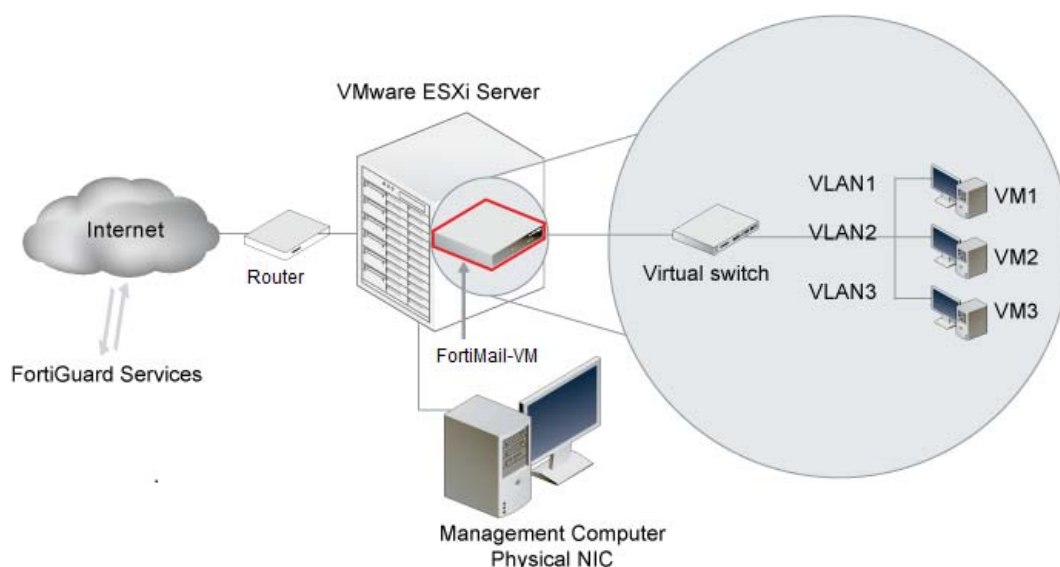 VMware ESXi Server
Internet
Router
FortiGuard Services
FortiMail-VM
Virtual switch
VLAN1
VM1
VLAN2
VM2
VLAN3
VM3
Management Computer
Physical NIC